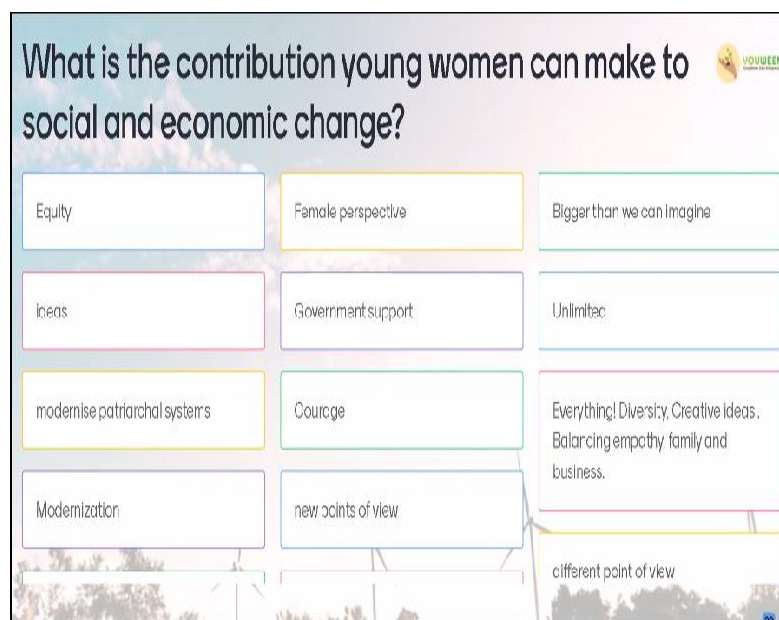 What is the contribution young women can make to
social and economic change?
YOUWEEN
Equity
Female perspective
Bigger than we can imagine
ideas
Government support
Unlimited
modernise patriarchal systems
Courage
Everything! Diversity. Creative ideas.
Balancing empathy family and
business.
Modernization
new points of view
different point of view